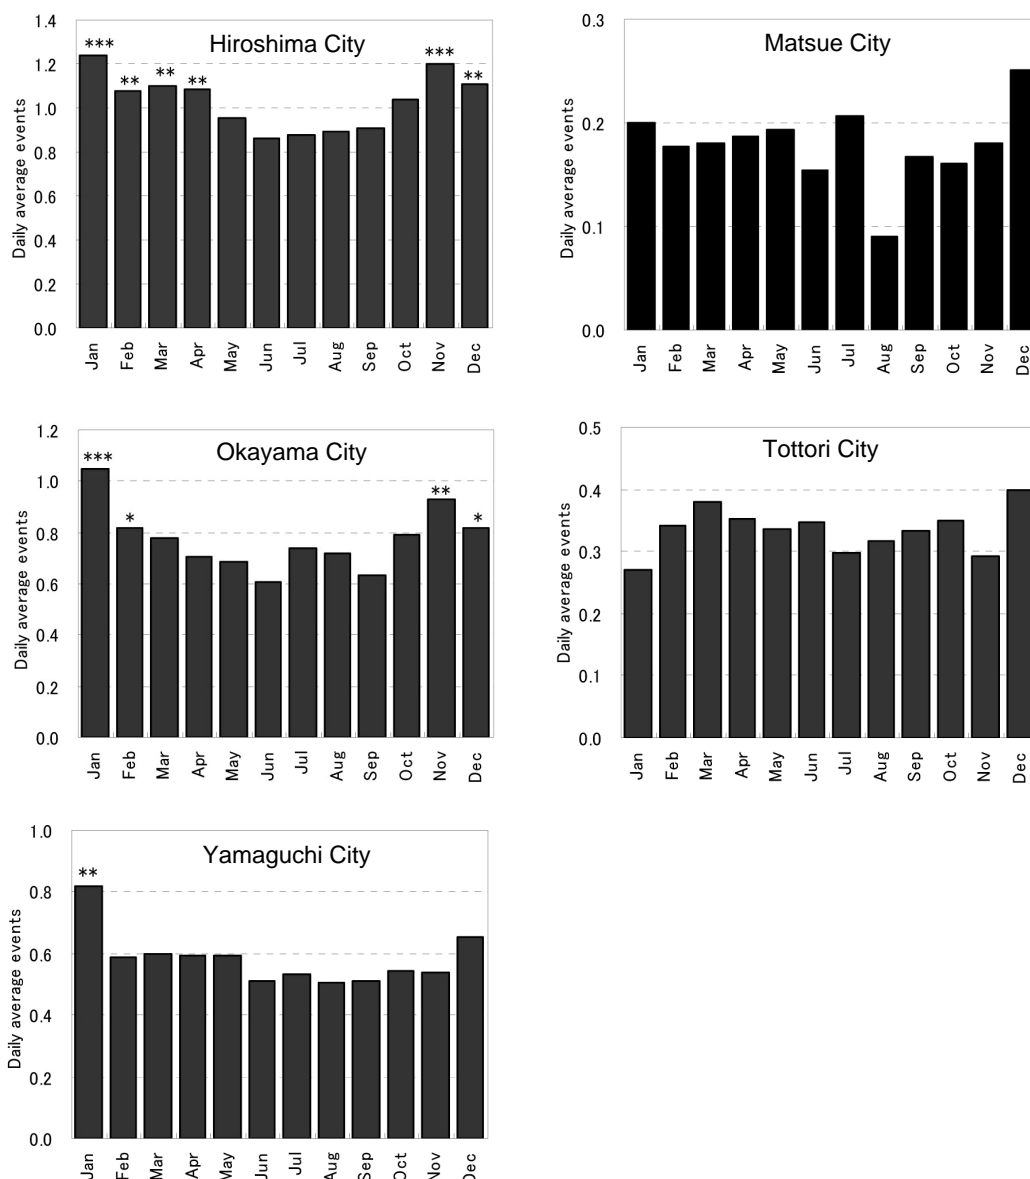 Hiroshima City
Daily average events
1.4
1.2
1.0
0.8
0.6
0.4
0.2
0.0
***
**
**
**
***
**
Jan Feb Mar Apr May Jun Jul Aug Sep Oct Nov Dec
Matsue City
Daily average events
0.3
0.2
0.1
0.0
Jan Feb Mar Apr May Jun Jul Aug Sep Oct Nov Dec
Okayama City
Daily average events
1.2
1.0
0.8
0.6
0.4
0.2
0.0
***
*
**
*
Jan Feb Mar Apr May Jun Jul Aug Sep Oct Nov Dec
Tottori City
Daily average events
0.5
0.4
0.3
0.2
0.1
0.0
Jan Feb Mar Apr May Jun Jul Aug Sep Oct Nov Dec
Yamaguchi City
Daily average events
1.0
0.8
0.6
0.4
0.2
0.0
**
Jan Feb Mar Apr May Jun Jul Aug Sep Oct Nov Dec